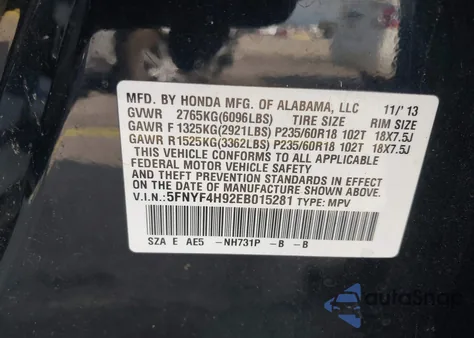 MFD. BY HONDA MFG. OF ALABAMA, LLC 11/'13
GVWR 2765KG(6096LBS) TIRE SIZE RIM SIZE
GAWR F 1325KG(2921LBS) P235/60R18 102T 18X7.5J
GAWR R1525KG(3362LBS) P235/60R18 102T 18X7.5J
THIS VEHICLE CONFORMS TO ALL APPLICABLE
FEDERAL MOTOR VEHICLE SAFETY
AND THEFT PREVENTION STANDARDS IN EFFECT
ON THE DATE OF MANUFACTURE SHOWN ABOVE.
V.I.N.:5FNYF4H92EB015281 TYPE: MPV
SZA E AE5 -NH731P -B -B
autoSnap